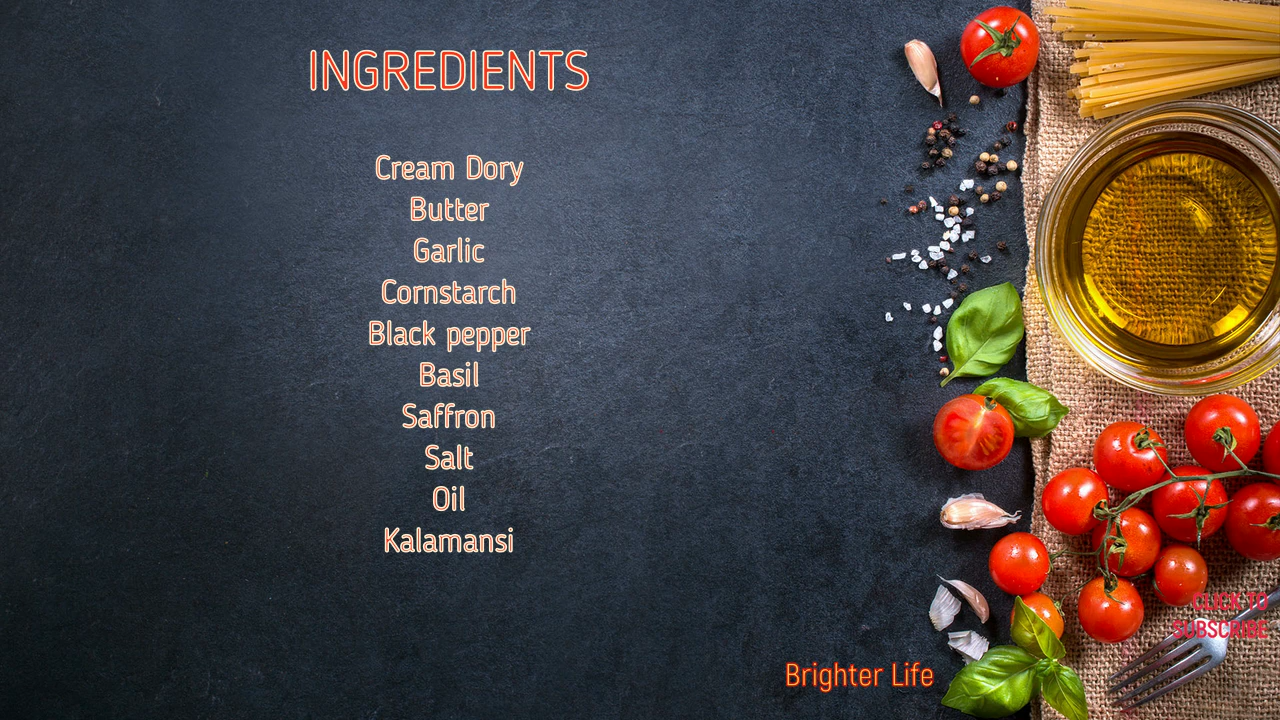 INGREDIENTS
Cream Dory
Butter
Garlic
Cornstarch
Black pepper
Basil
Saffron
Salt
Oil
Kalamansi
CLICK TO
SUBSCRIBE
Brighter Life